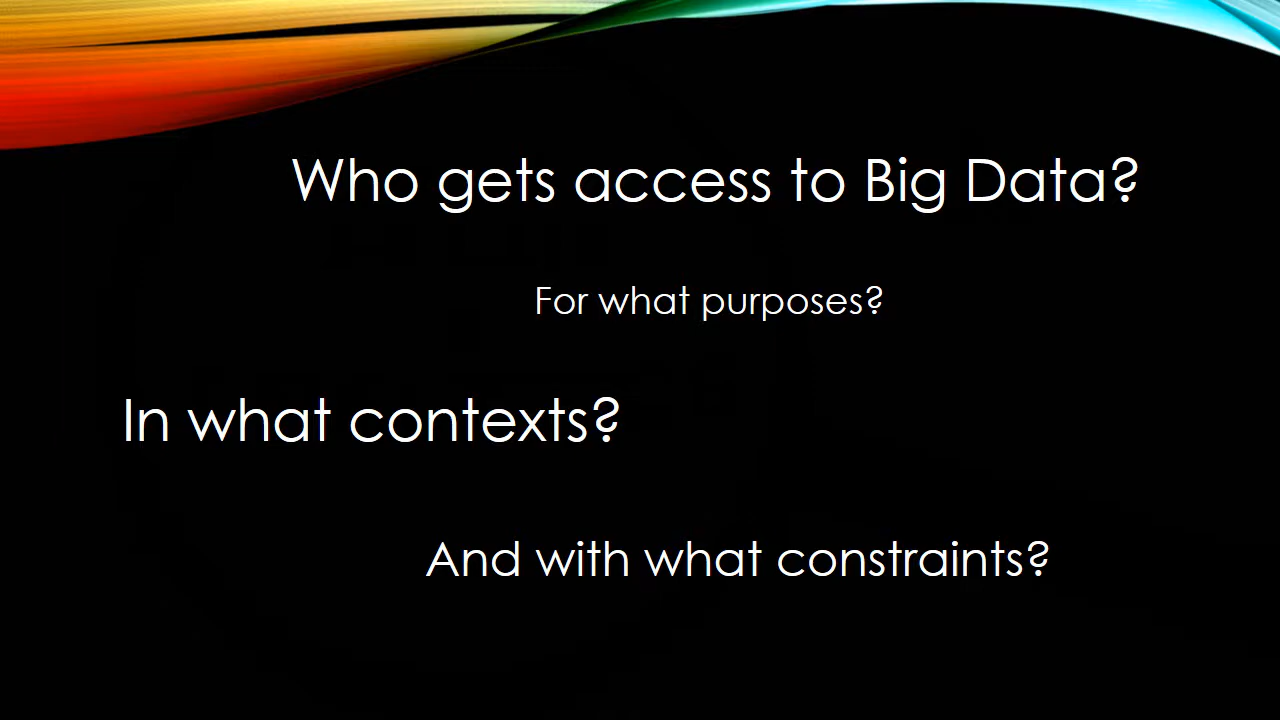 Who gets access to Big Data?
For what purposes?
In what contexts?
And with what constraints?